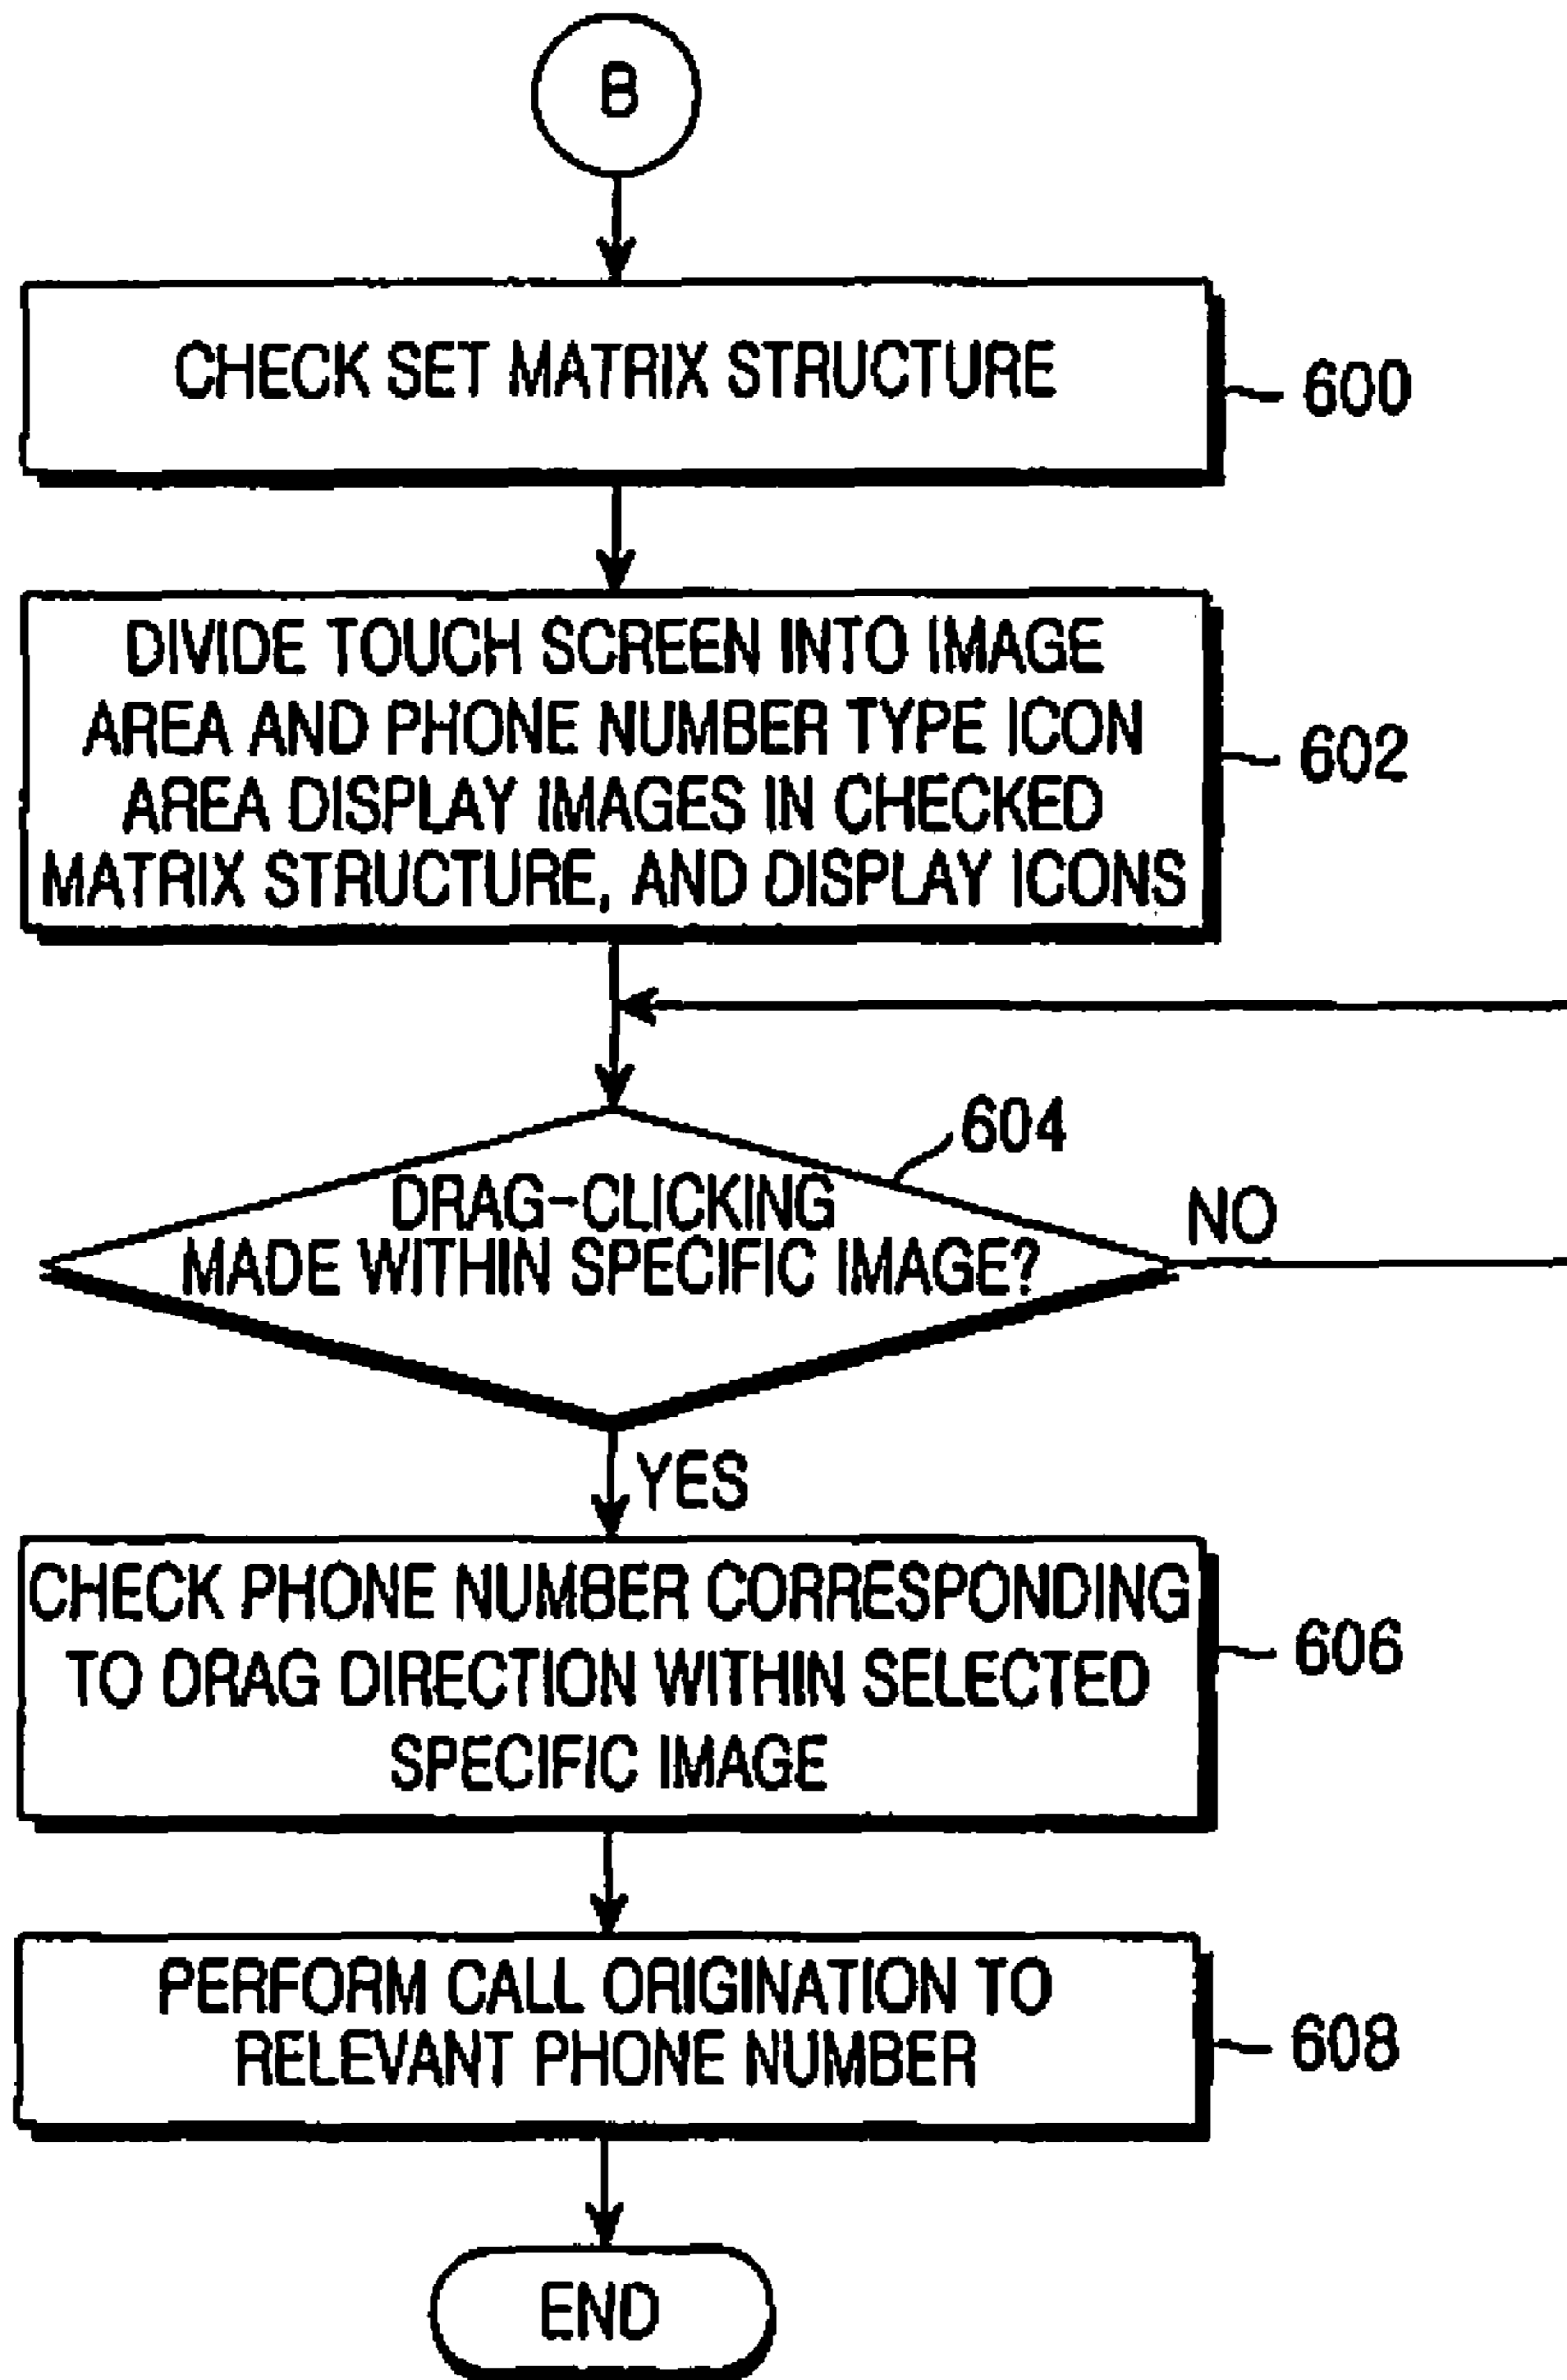 B
CHECK SET MATRIX STRUCTURE
600
DIVIDE TOUCH SCREEN INTO IMAGE
AREA AND PHONE NUMBER TYPE ICON
AREA DISPLAY IMAGES IN CHECKED
MATRIX STRUCTURE, AND DISPLAY ICONS
602
604
DRAG-CLICKING
MADE WITHIN SPECIFIC IMAGE?
NO
YES
CHECK PHONE NUMBER CORRESPONDING
TO DRAG DIRECTION WITHIN SELECTED
SPECIFIC IMAGE
606
PERFORM CALL ORIGINATION TO
RELEVANT PHONE NUMBER
608
END